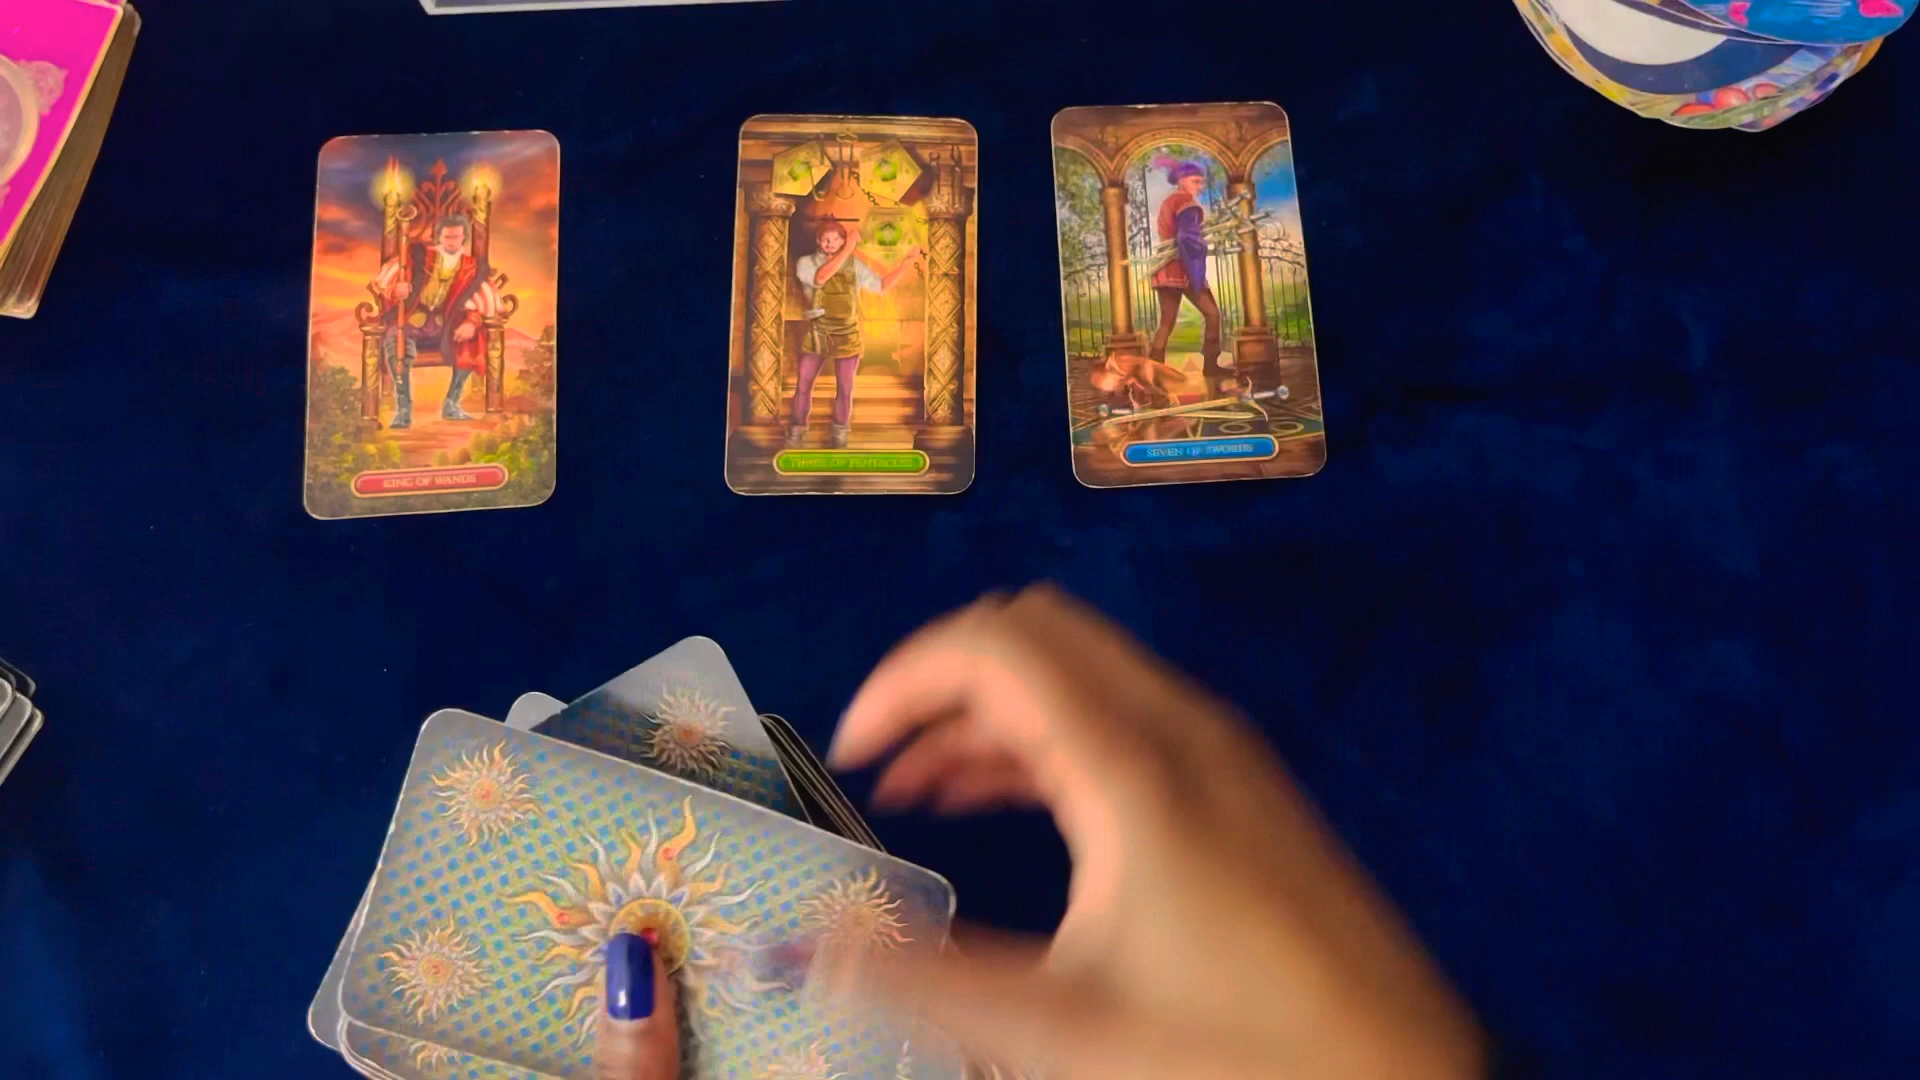 KING OF WANDS
THREE OF PENTACLES
SEVEN OF SWORDS